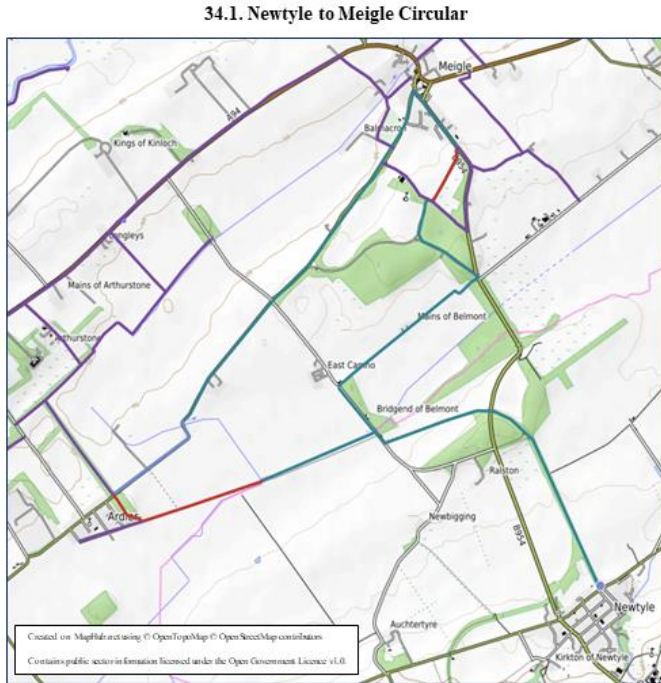 34.1. Newtyle to Meigle Circular
Meigle
A94
Kings of Kinloch
B954
Mains of Arthurstone
Arthurstone
Mains of Belmont
East Camno
Bridgend of Belmont
Ralston
Ardler
Newbigging
B954
Newtyle
Auchtertyre
Kirkton of Newtyle
Created on MapHub.net using © OpenTopoMap © OpenStreetMap contributors
Contains public sector information licensed under the Open Government Licence v1.0.